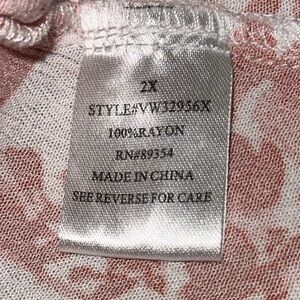 2X
STYLE#VW32956X
100%RAYON
RN#89354
MADE IN CHINA
SEE REVERSE FOR CARE